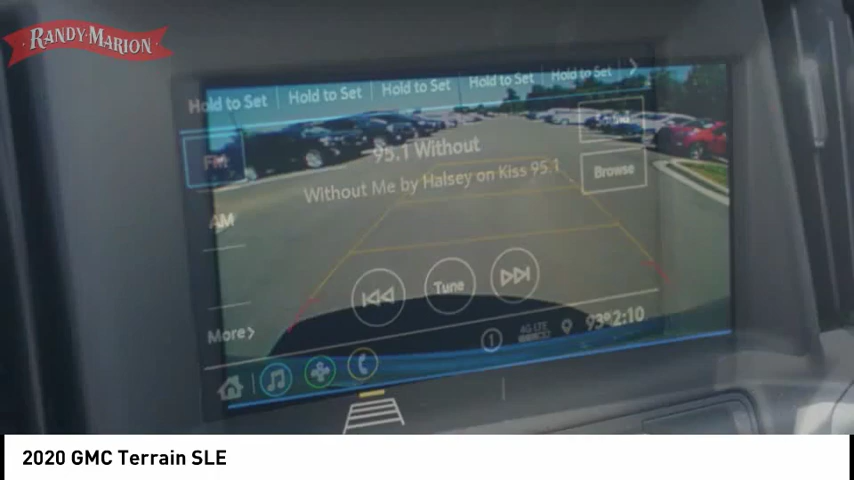 RANDY MARION
Hold to Set Hold to Set Hold to Set Hold to Set Hold to Set
FM
95.1 Without
Without Me by Halsey on Kiss 95.1
Browse
AM
Tune
More
1 4G LTE 93° 2:10
2020 GMC Terrain SLE